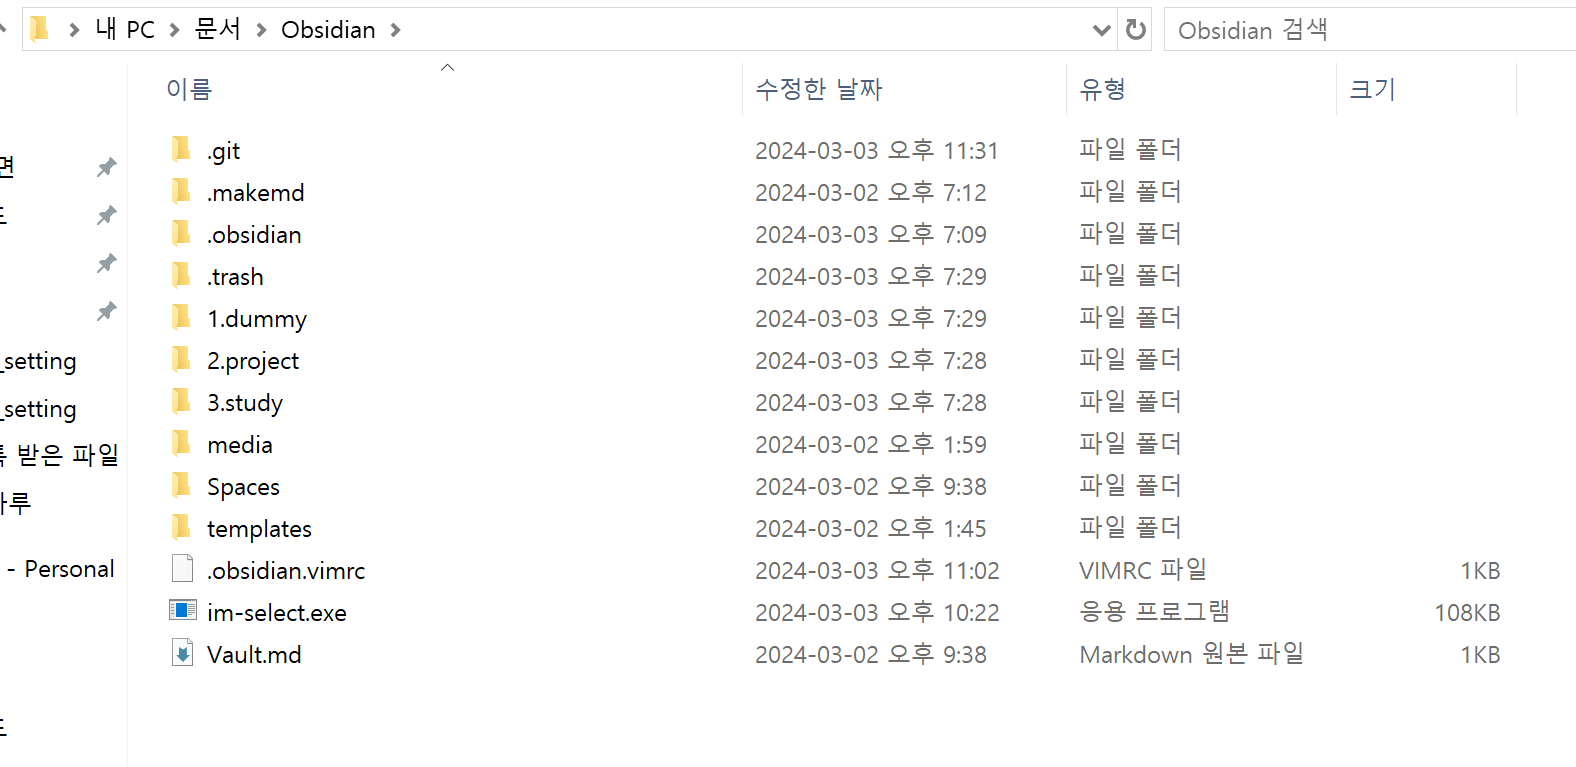 내 PC 문서 Obsidian
Obsidian 검색
이름 수정한 날짜 유형 크기
.git 2024-03-03 오후 11:31 파일 폴더
.makemd 2024-03-02 오후 7:12 파일 폴더
.obsidian 2024-03-03 오후 7:09 파일 폴더
.trash 2024-03-03 오후 7:29 파일 폴더
1.dummy 2024-03-03 오후 7:29 파일 폴더
2.project 2024-03-03 오후 7:28 파일 폴더
3.study 2024-03-03 오후 7:28 파일 폴더
media 2024-03-02 오후 1:59 파일 폴더
Spaces 2024-03-02 오후 9:38 파일 폴더
templates 2024-03-02 오후 1:45 파일 폴더
.obsidian.vimrc 2024-03-03 오후 11:02 VIMRC 파일 1KB
im-select.exe 2024-03-03 오후 10:22 응용 프로그램 108KB
Vault.md 2024-03-02 오후 9:38 Markdown 원본 파일 1KB
면
_setting
_setting
받은 파일
루
- Personal